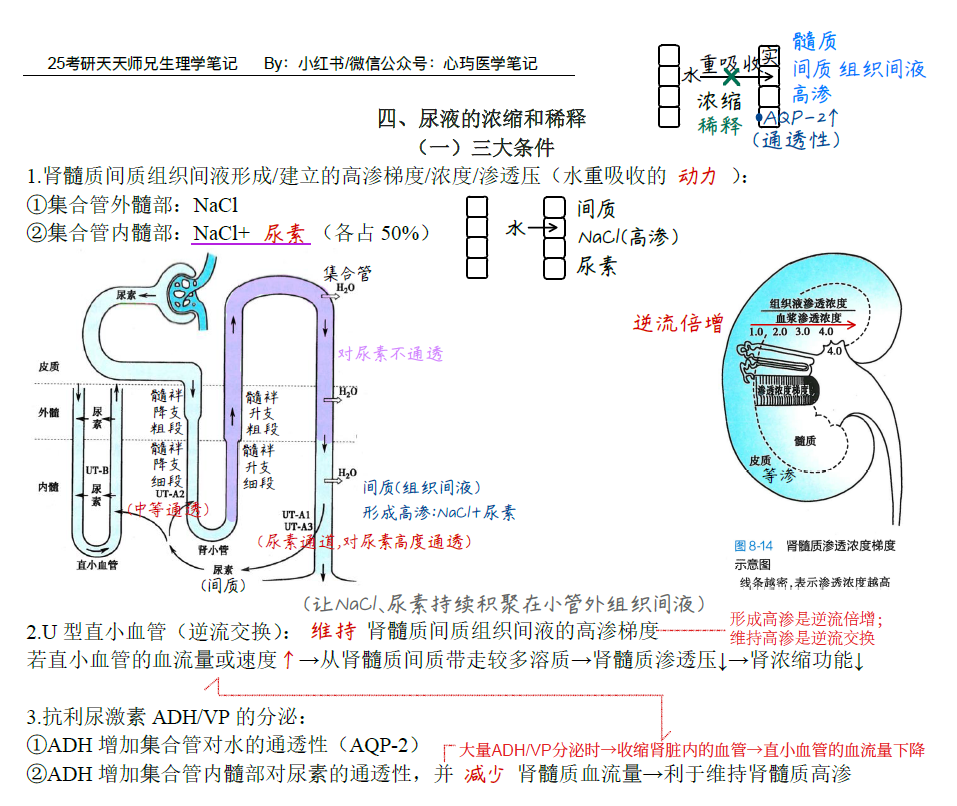 25考研天天师兄生理学笔记 By：小红书/微信公众号：心玙医学笔记
水 重吸收 实
浓缩
稀释
髓质
间质 组织间液
高渗
AQP-2↑
(通透性)
四、尿液的浓缩和稀释
（一）三大条件
1.肾髓质间质组织间液形成/建立的高渗梯度/浓度/渗透压（水重吸收的 动力 ）：
①集合管外髓部：NaCl
②集合管内髓部：NaCl+ 尿素 （各占 50%）
水
间质
NaCl(高渗)
尿素
尿素
集合管
H₂O
对尿素不通透
皮质
外髓
内髓
尿素
UT-B
尿素
直小血管
髓袢
降支
粗段
髓袢
升支
粗段
H₂O
髓袢
降支
细段
UT-A2
(中等通透)
髓袢
升支
细段
H₂O
UT-A1
UT-A3
(尿素通道,对尿素高度通透)
肾小管
尿素
(间质)
间质(组织间液)
形成高渗:NaCl+尿素
逆流倍增
组织液渗透浓度
血浆渗透浓度
1.0 2.0 3.0 4.0
4.0
渗透浓度梯度
髓质
皮质
等渗
图 8-14 肾髓质渗透浓度梯度
示意图
线条越密,表示渗透浓度越高
(让NaCl、尿素持续积聚在小管外组织间液)
2.U 型直小血管（逆流交换）： 维持 肾髓质间质组织间液的高渗梯度
形成高渗是逆流倍增；
维持高渗是逆流交换
若直小血管的血流量或速度↑→从肾髓质间质带走较多溶质→肾髓质渗透压↓→肾浓缩功能↓
3.抗利尿激素 ADH/VP 的分泌：
①ADH 增加集合管对水的通透性（AQP-2）
大量ADH/VP分泌时→收缩肾脏内的血管→直小血管的血流量下降
②ADH 增加集合管内髓部对尿素的通透性，并 减少 肾髓质血流量→利于维持肾髓质高渗